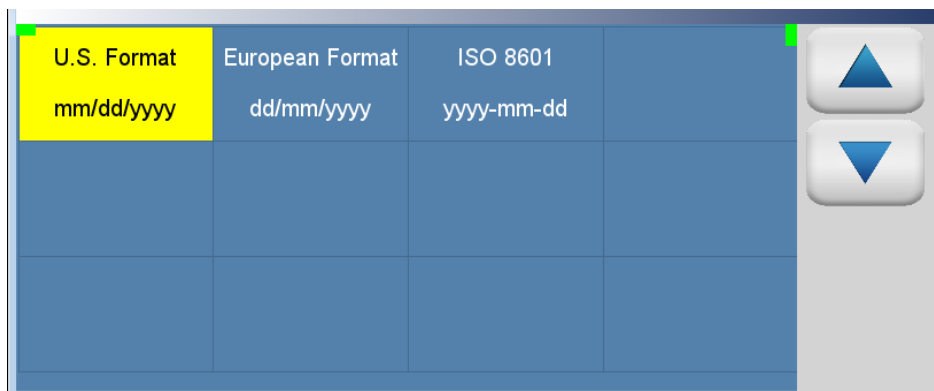 U.S. Format
mm/dd/yyyy
European Format
dd/mm/yyyy
ISO 8601
yyyy-mm-dd